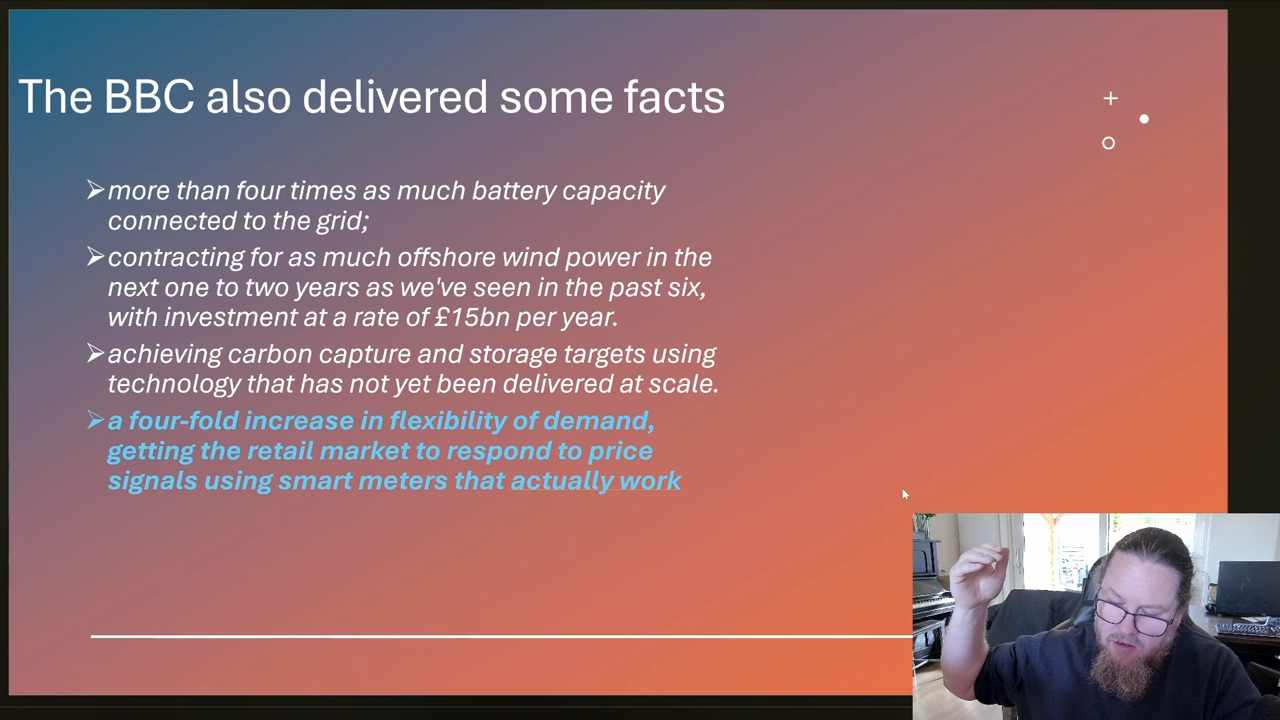 The BBC also delivered some facts
more than four times as much battery capacity
connected to the grid;
contracting for as much offshore wind power in the
next one to two years as we've seen in the past six,
with investment at a rate of £15bn per year.
achieving carbon capture and storage targets using
technology that has not yet been delivered at scale.
a four-fold increase in flexibility of demand,
getting the retail market to respond to price
signals using smart meters that actually work